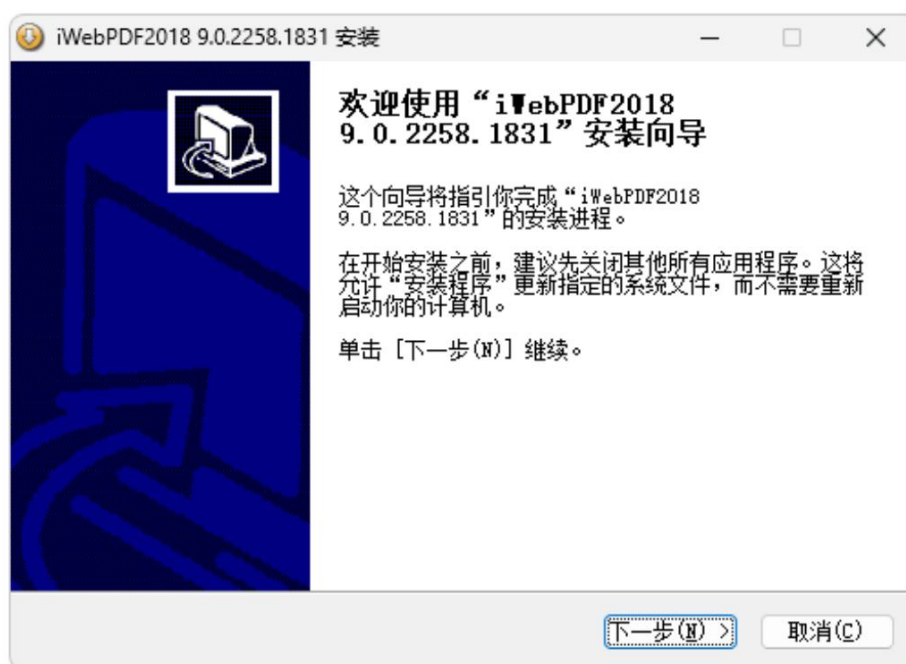 iWebPDF2018 9.0.2258.1831 安装
欢迎使用“iWebPDF2018
9.0.2258.1831”安装向导
这个向导将指引你完成“iWebPDF2018
9.0.2258.1831”的安装进程。
在开始安装之前，建议先关闭其他所有应用程序。这将
允许“安装程序”更新指定的系统文件，而不需要重新
启动你的计算机。
单击 [下一步(N)] 继续。
下一步(N) >
取消(C)